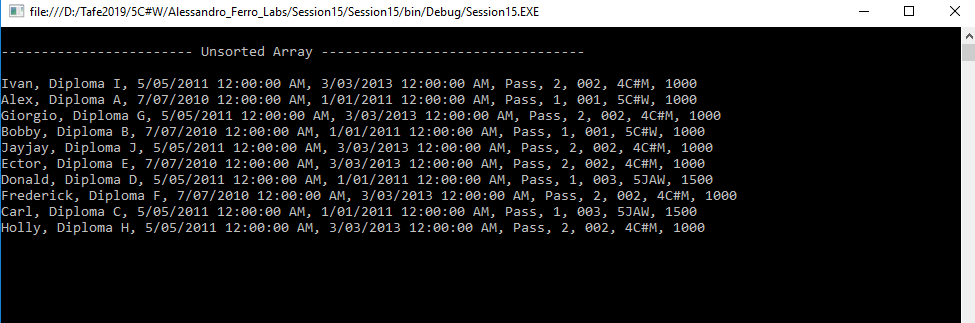 file:///D:/Tafe2019/5C#W/Alessandro_Ferro_Labs/Session15/Session15/bin/Debug/Session15.EXE
------------------------ Unsorted Array ---------------------------------
Ivan, Diploma I, 5/05/2011 12:00:00 AM, 3/03/2013 12:00:00 AM, Pass, 2, 002, 4C#M, 1000
Alex, Diploma A, 7/07/2010 12:00:00 AM, 1/01/2011 12:00:00 AM, Pass, 1, 001, 5C#W, 1000
Giorgio, Diploma G, 5/05/2011 12:00:00 AM, 3/03/2013 12:00:00 AM, Pass, 2, 002, 4C#M, 1000
Bobby, Diploma B, 7/07/2010 12:00:00 AM, 1/01/2011 12:00:00 AM, Pass, 1, 001, 5C#W, 1000
Jayjay, Diploma J, 5/05/2011 12:00:00 AM, 3/03/2013 12:00:00 AM, Pass, 2, 002, 4C#M, 1000
Ector, Diploma E, 7/07/2010 12:00:00 AM, 3/03/2013 12:00:00 AM, Pass, 2, 002, 4C#M, 1000
Donald, Diploma D, 5/05/2011 12:00:00 AM, 1/01/2011 12:00:00 AM, Pass, 1, 003, 5JAW, 1500
Frederick, Diploma F, 7/07/2010 12:00:00 AM, 3/03/2013 12:00:00 AM, Pass, 2, 002, 4C#M, 1000
Carl, Diploma C, 5/05/2011 12:00:00 AM, 1/01/2011 12:00:00 AM, Pass, 1, 003, 5JAW, 1500
Holly, Diploma H, 5/05/2011 12:00:00 AM, 3/03/2013 12:00:00 AM, Pass, 2, 002, 4C#M, 1000